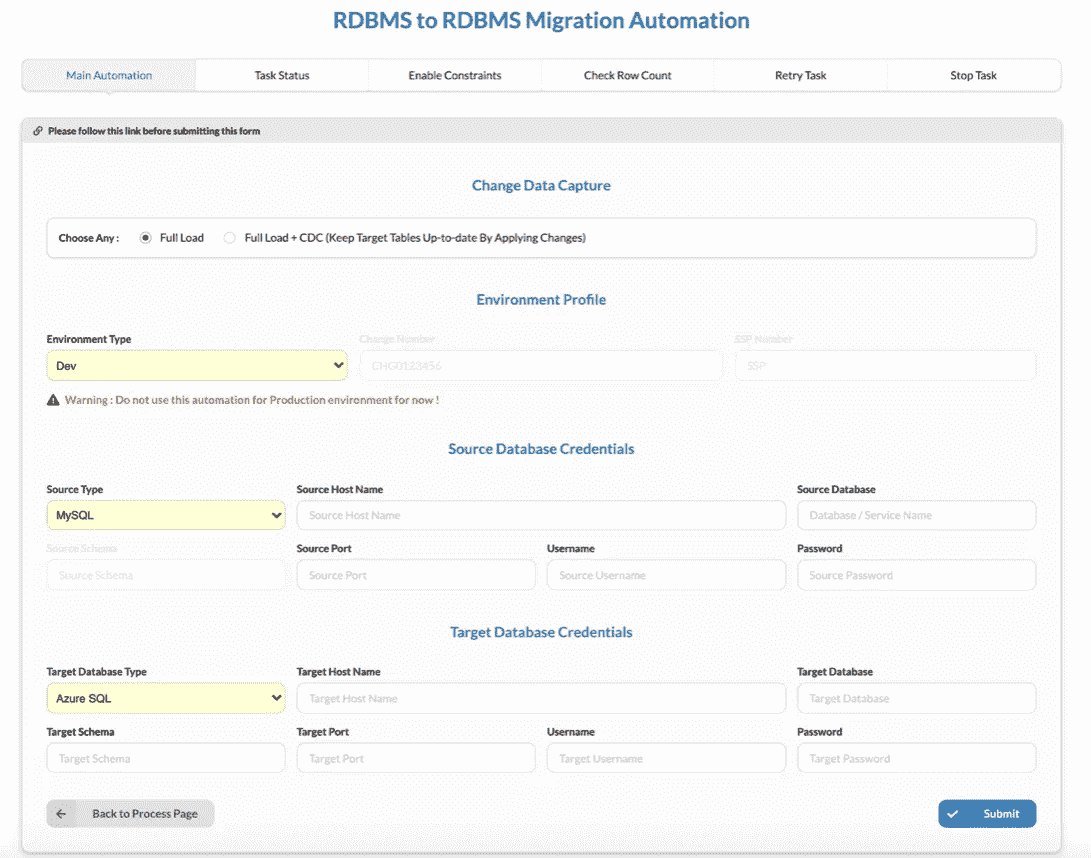 RDBMS to RDBMS Migration Automation
Main Automation Task Status Enable Constraints Check Row Count Retry Task Stop Task
Please follow this link before submitting this form
Change Data Capture
Choose Any : Full Load Full Load + CDC (Keep Target Tables Up-to-date By Applying Changes)
Environment Profile
Environment Type Change Number SSP Number
Dev CHG0123456 SSP
Warning : Do not use this automation for Production environment for now !
Source Database Credentials
Source Type Source Host Name Source Database
MySQL Source Host Name Database / Service Name
Source Schema Source Port Username Password
Source Schema Source Port Source Username Source Password
Target Database Credentials
Target Database Type Target Host Name Target Database
Azure SQL Target Host Name Target Database
Target Schema Target Port Username Password
Target Schema Target Port Target Username Target Password
Back to Process Page Submit